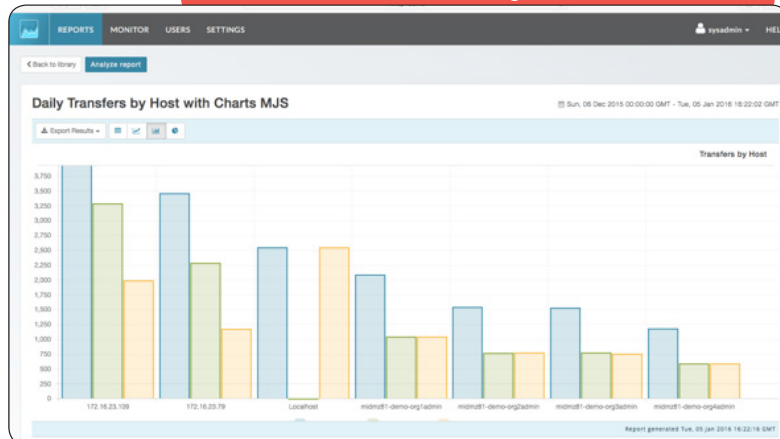 REPORTS MONITOR USERS SETTINGS sysadmin HEL
Back to library Analyze report
Daily Transfers by Host with Charts MJS Sun, 06 Dec 2015 00:00:00 GMT - Tue, 05 Jan 2016 16:22:02 GMT
Export Results
Transfers by Host
3,750
3,500
3,250
3,000
2,750
2,500
2,250
2,000
1,750
1,500
1,250
1,000
750
500
250
0
172.16.23.109 172.16.23.79 Localhost midmz81-demo-org1admin midmz81-demo-org2admin midmz81-demo-org3admin midmz81-demo-org4admin
Report generated Tue, 05 Jan 2016 16:22:16 GMT